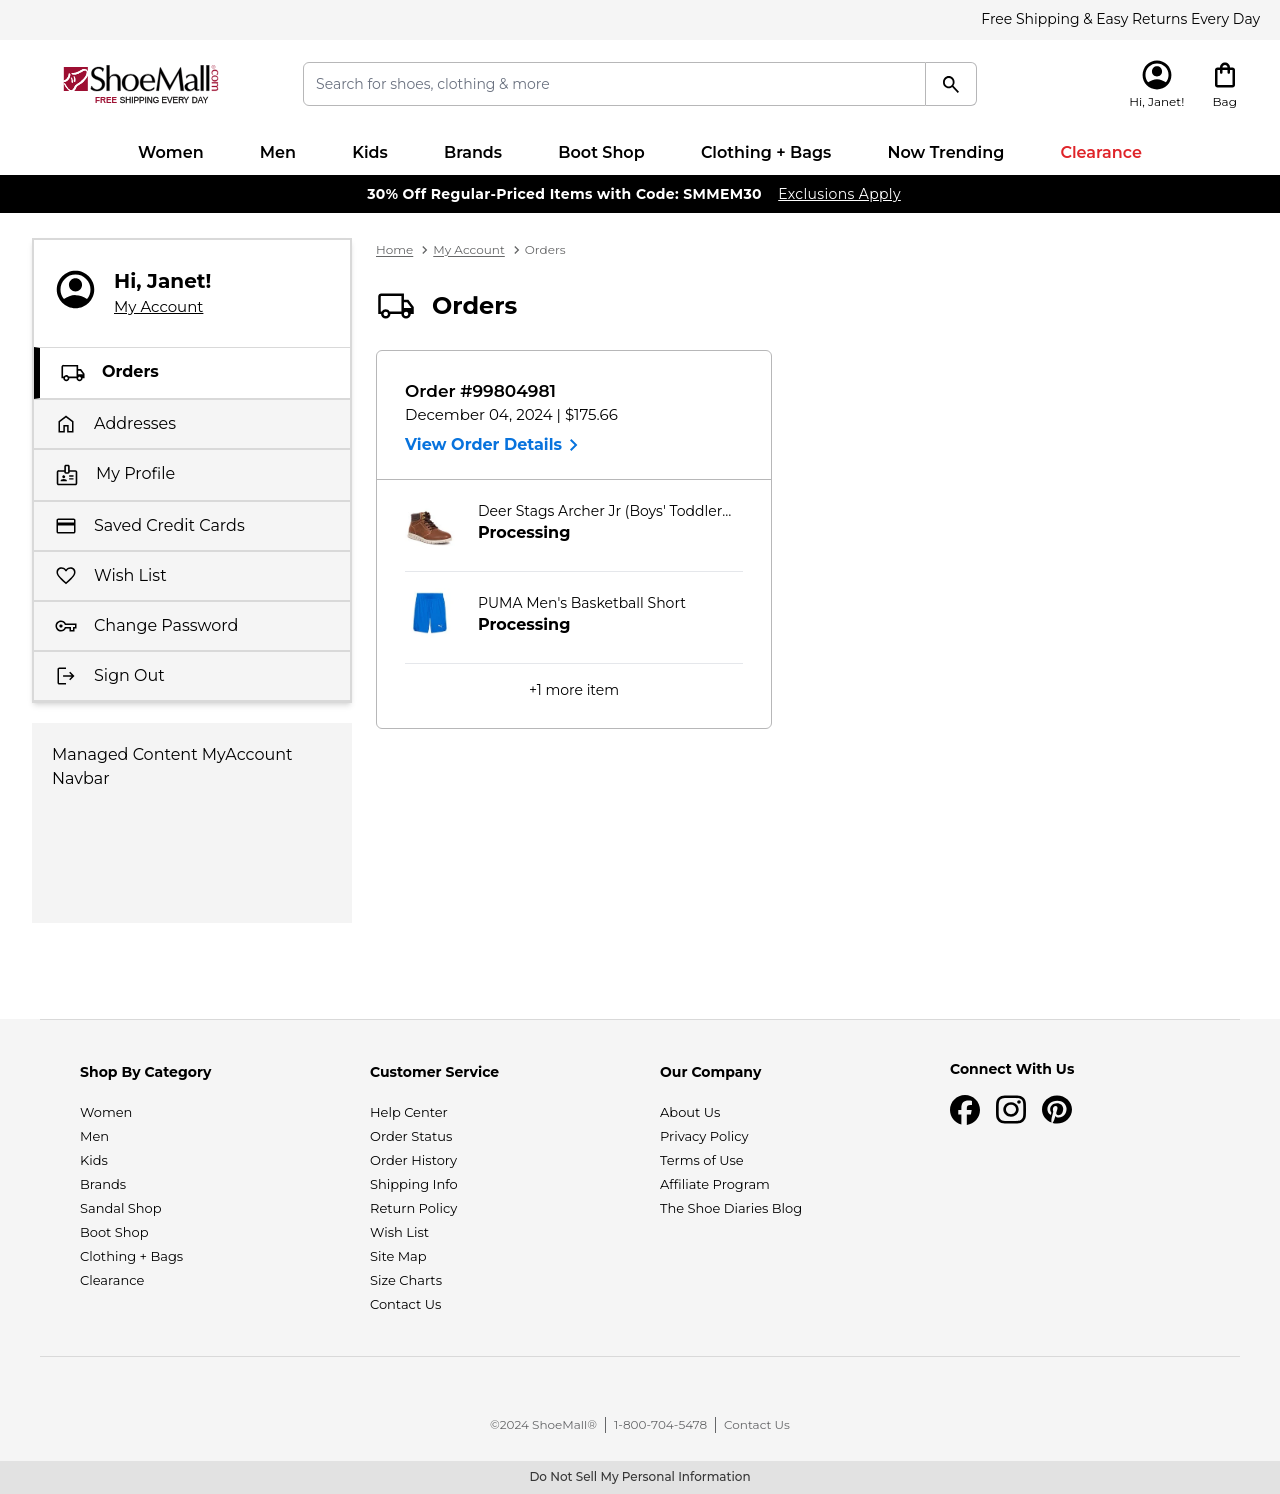 Free Shipping & Easy Returns Every Day
ShoeMall.com
FREE SHIPPING EVERY DAY
Search for shoes, clothing & more
Hi, Janet!
Bag
Women Men Kids Brands Boot Shop Clothing + Bags Now Trending Clearance
30% Off Regular-Priced Items with Code: SMMEM30 Exclusions Apply
Hi, Janet!
My Account
Orders
Addresses
My Profile
Saved Credit Cards
Wish List
Change Password
Sign Out
Managed Content MyAccount
Navbar
Home > My Account > Orders
Orders
Order #99804981
December 04, 2024 | $175.66
View Order Details
Deer Stags Archer Jr (Boys' Toddler...
Processing
PUMA Men's Basketball Short
Processing
+1 more item
Shop By Category
Women
Men
Kids
Brands
Sandal Shop
Boot Shop
Clothing + Bags
Clearance
Customer Service
Help Center
Order Status
Order History
Shipping Info
Return Policy
Wish List
Site Map
Size Charts
Contact Us
Our Company
About Us
Privacy Policy
Terms of Use
Affiliate Program
The Shoe Diaries Blog
Connect With Us
©2024 ShoeMall® | 1-800-704-5478 | Contact Us
Do Not Sell My Personal Information